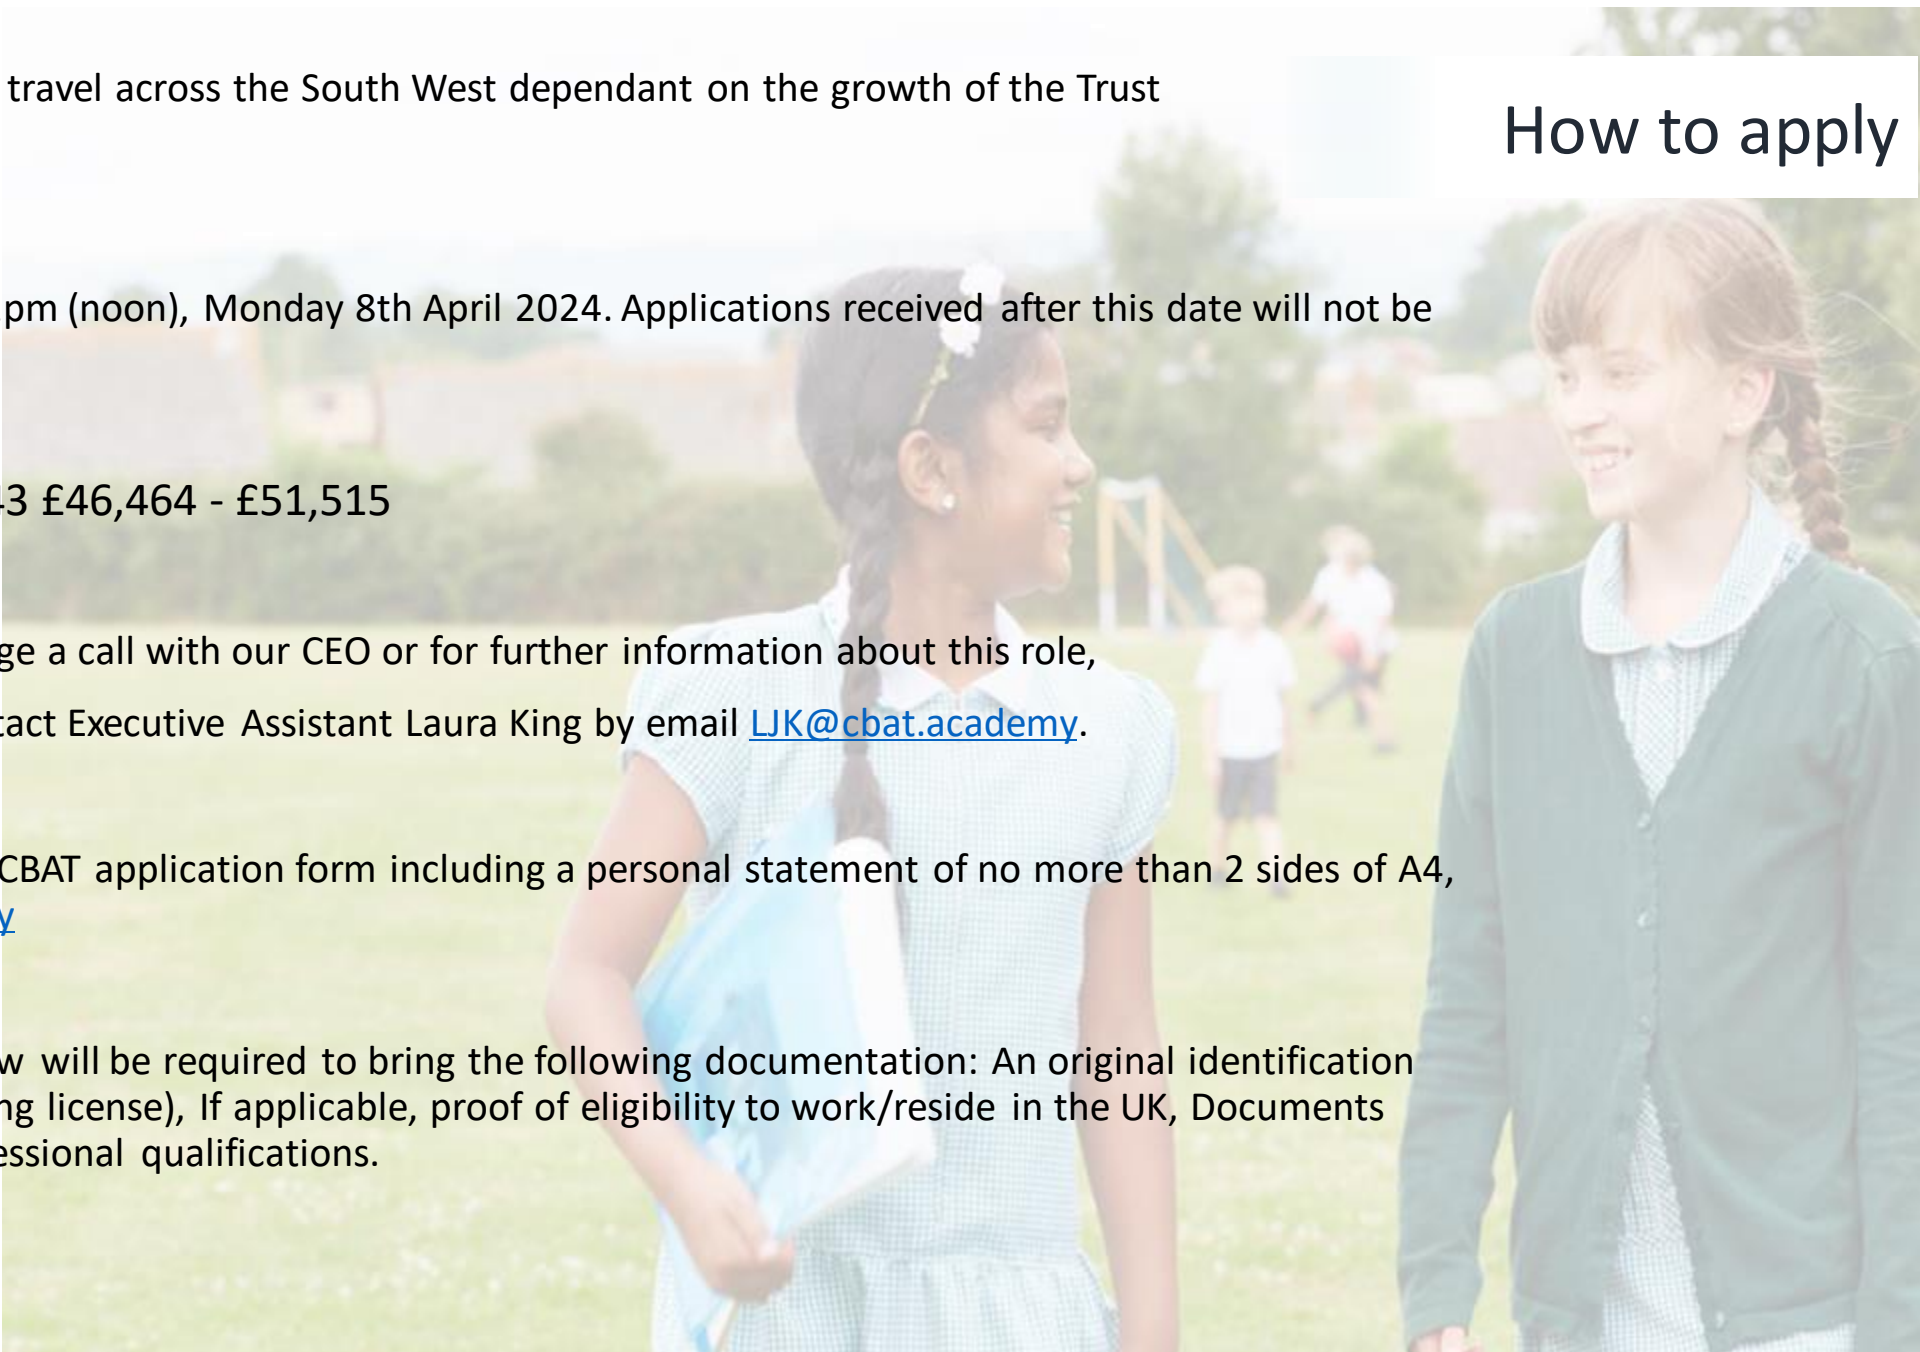 travel across the South West dependant on the growth of the Trust
How to apply
pm (noon), Monday 8th April 2024. Applications received after this date will not be
3 £46,464 - £51,515
a call with our CEO or for further information about this role,
Executive Assistant Laura King by email LJK@cbat.academy.
CBAT application form including a personal statement of no more than 2 sides of A4,
y
will be required to bring the following documentation: An original identification
license), If applicable, proof of eligibility to work/reside in the UK, Documents
qualifications.